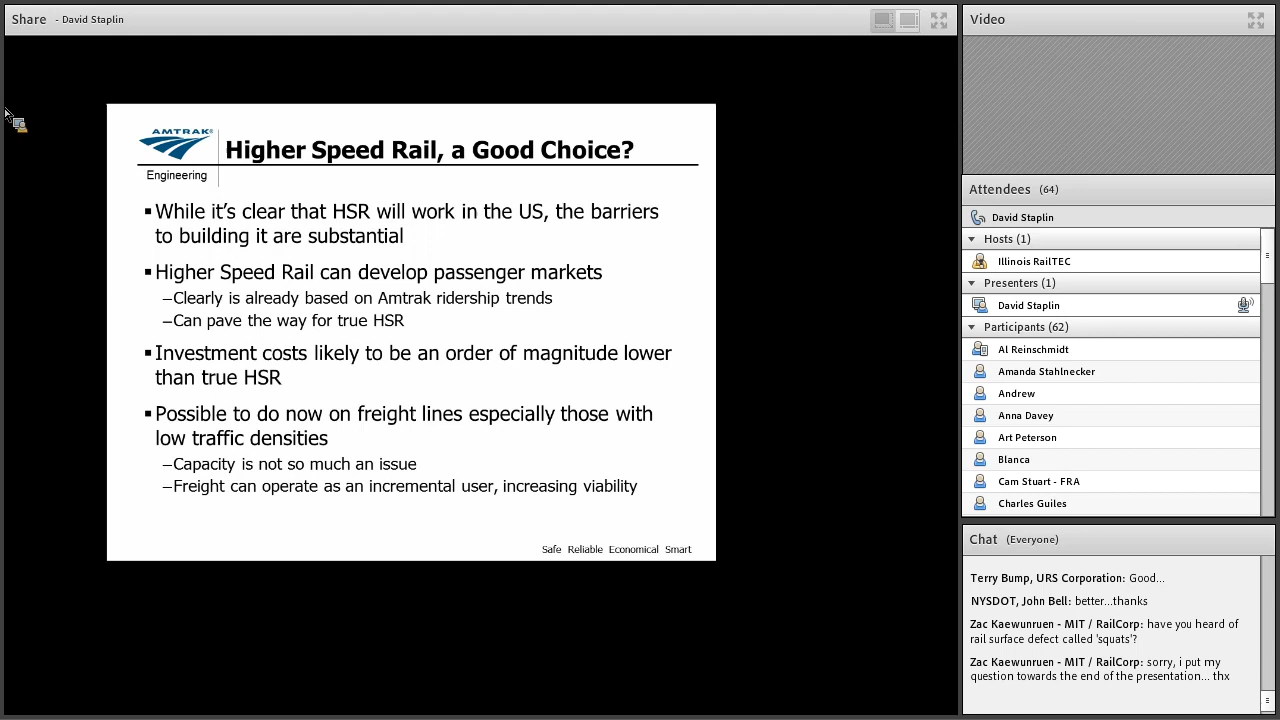 Share - David Staplin
AMTRAK®
Engineering
Higher Speed Rail, a Good Choice?
▪While it's clear that HSR will work in the US, the barriers
to building it are substantial
▪Higher Speed Rail can develop passenger markets
–Clearly is already based on Amtrak ridership trends
–Can pave the way for true HSR
▪Investment costs likely to be an order of magnitude lower
than true HSR
▪Possible to do now on freight lines especially those with
low traffic densities
–Capacity is not so much an issue
–Freight can operate as an incremental user, increasing viability
Safe Reliable Economical Smart
Video
Attendees (64)
David Staplin
Hosts (1)
Illinois RailTEC
Presenters (1)
David Staplin
Participants (62)
Al Reinschmidt
Amanda Stahlnecker
Andrew
Anna Davey
Art Peterson
Blanca
Cam Stuart - FRA
Charles Guiles
Chat (Everyone)
Terry Bump, URS Corporation: Good...
NYSDOT, John Bell: better...thanks
Zac Kaewunruen - MIT / RailCorp: have you heard of
rail surface defect called 'squats'?
Zac Kaewunruen - MIT / RailCorp: sorry, i put my
question towards the end of the presentation... thx